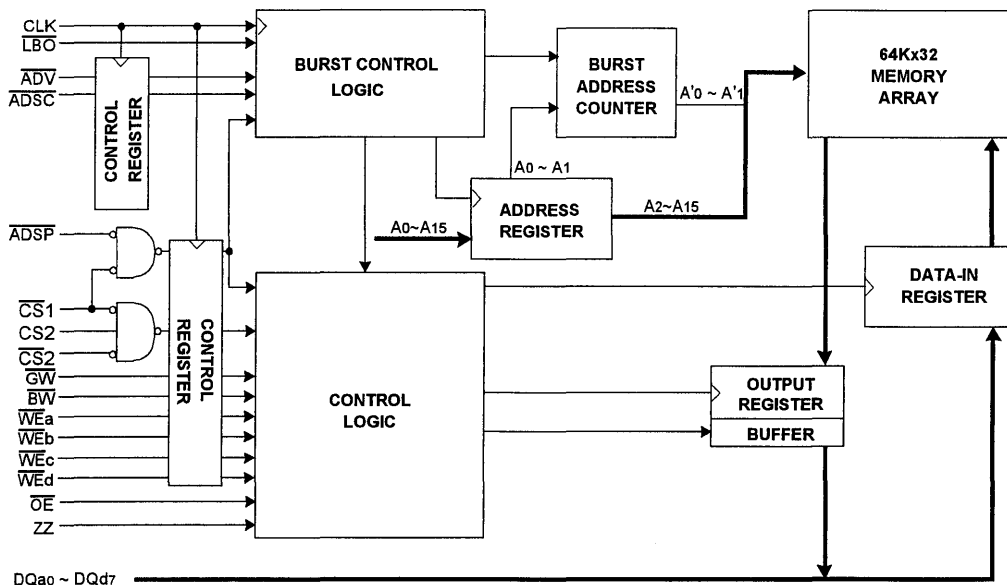 CLK
LBO
ADV
ADSC
CONTROL
REGISTER
BURST CONTROL
LOGIC
BURST
ADDRESS
COUNTER
A'0 ~ A'1
64Kx32
MEMORY
ARRAY
A0 ~ A1
ADDRESS
REGISTER
A0~A15
A2~A15
ADSP
CS1
CS2
CS2
GW
BW
WEa
WEb
WEc
WEd
OE
ZZ
CONTROL
REGISTER
CONTROL
LOGIC
DATA-IN
REGISTER
OUTPUT
REGISTER
BUFFER
DQa0 ~ DQd7